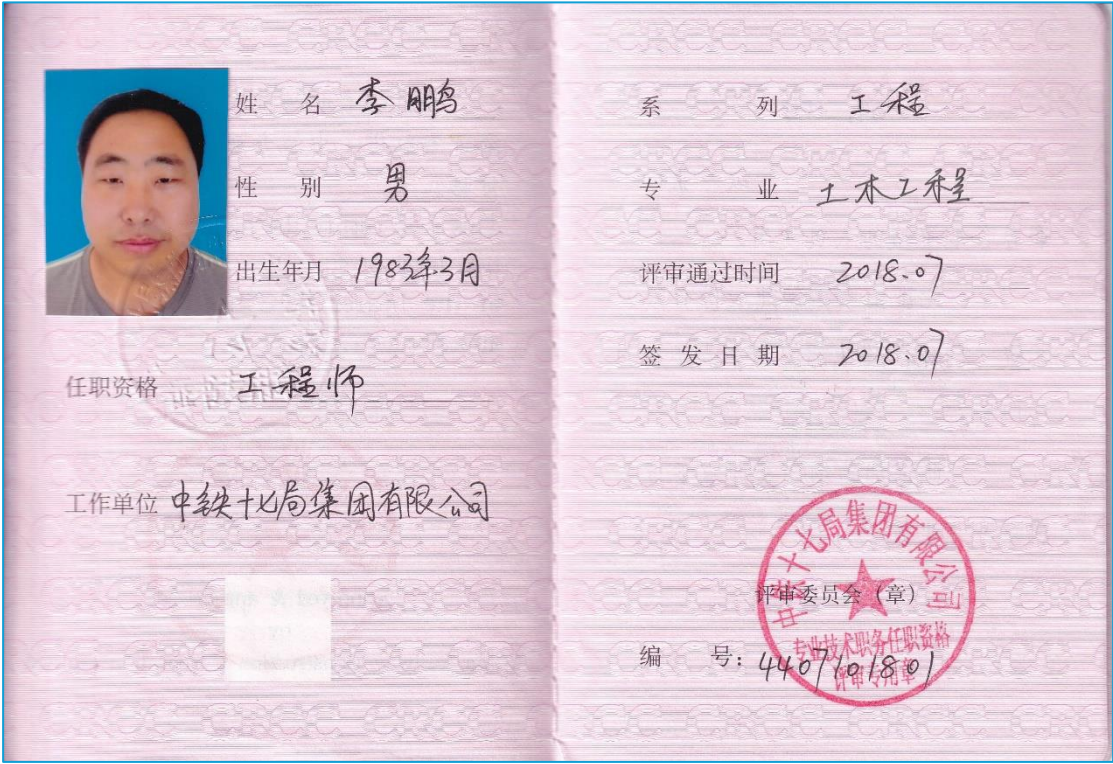 姓 名 李鹏
性 别 男
出生年月 1983年3月
任职资格 工程师
工作单位 中铁十七局集团有限公司
系 列 工程
专 业 土木工程
评审通过时间 2018.07
签发日期 2018.07
中铁十七局集团有限公司
评审委员会（章）
专业技术职务任职资格
评审专用章
编 号：4407101801